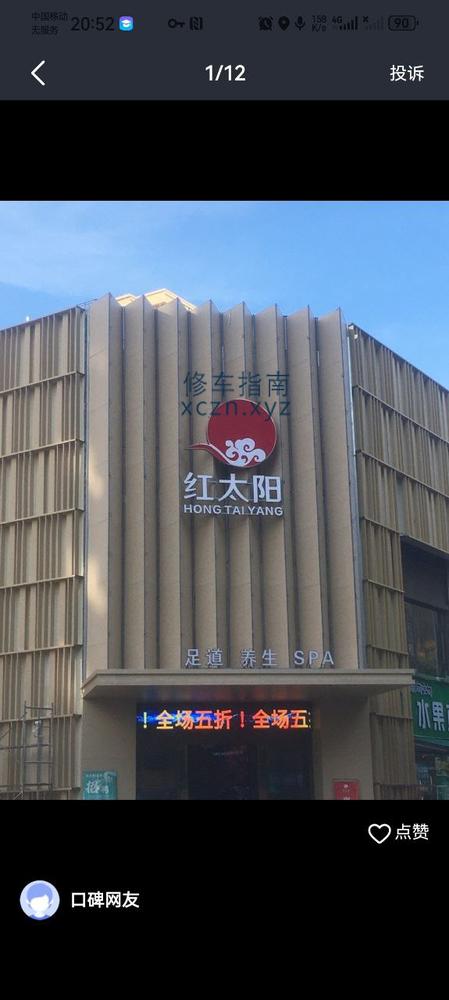 中国移动
无服务
20:52
158
K/s
4G
90
1/12
投诉
修车指南
xczn.xyz
红太阳
HONG TAI YANG
足道 养生 SPA
！全场五折！全场五
水果
点赞
口碑网友